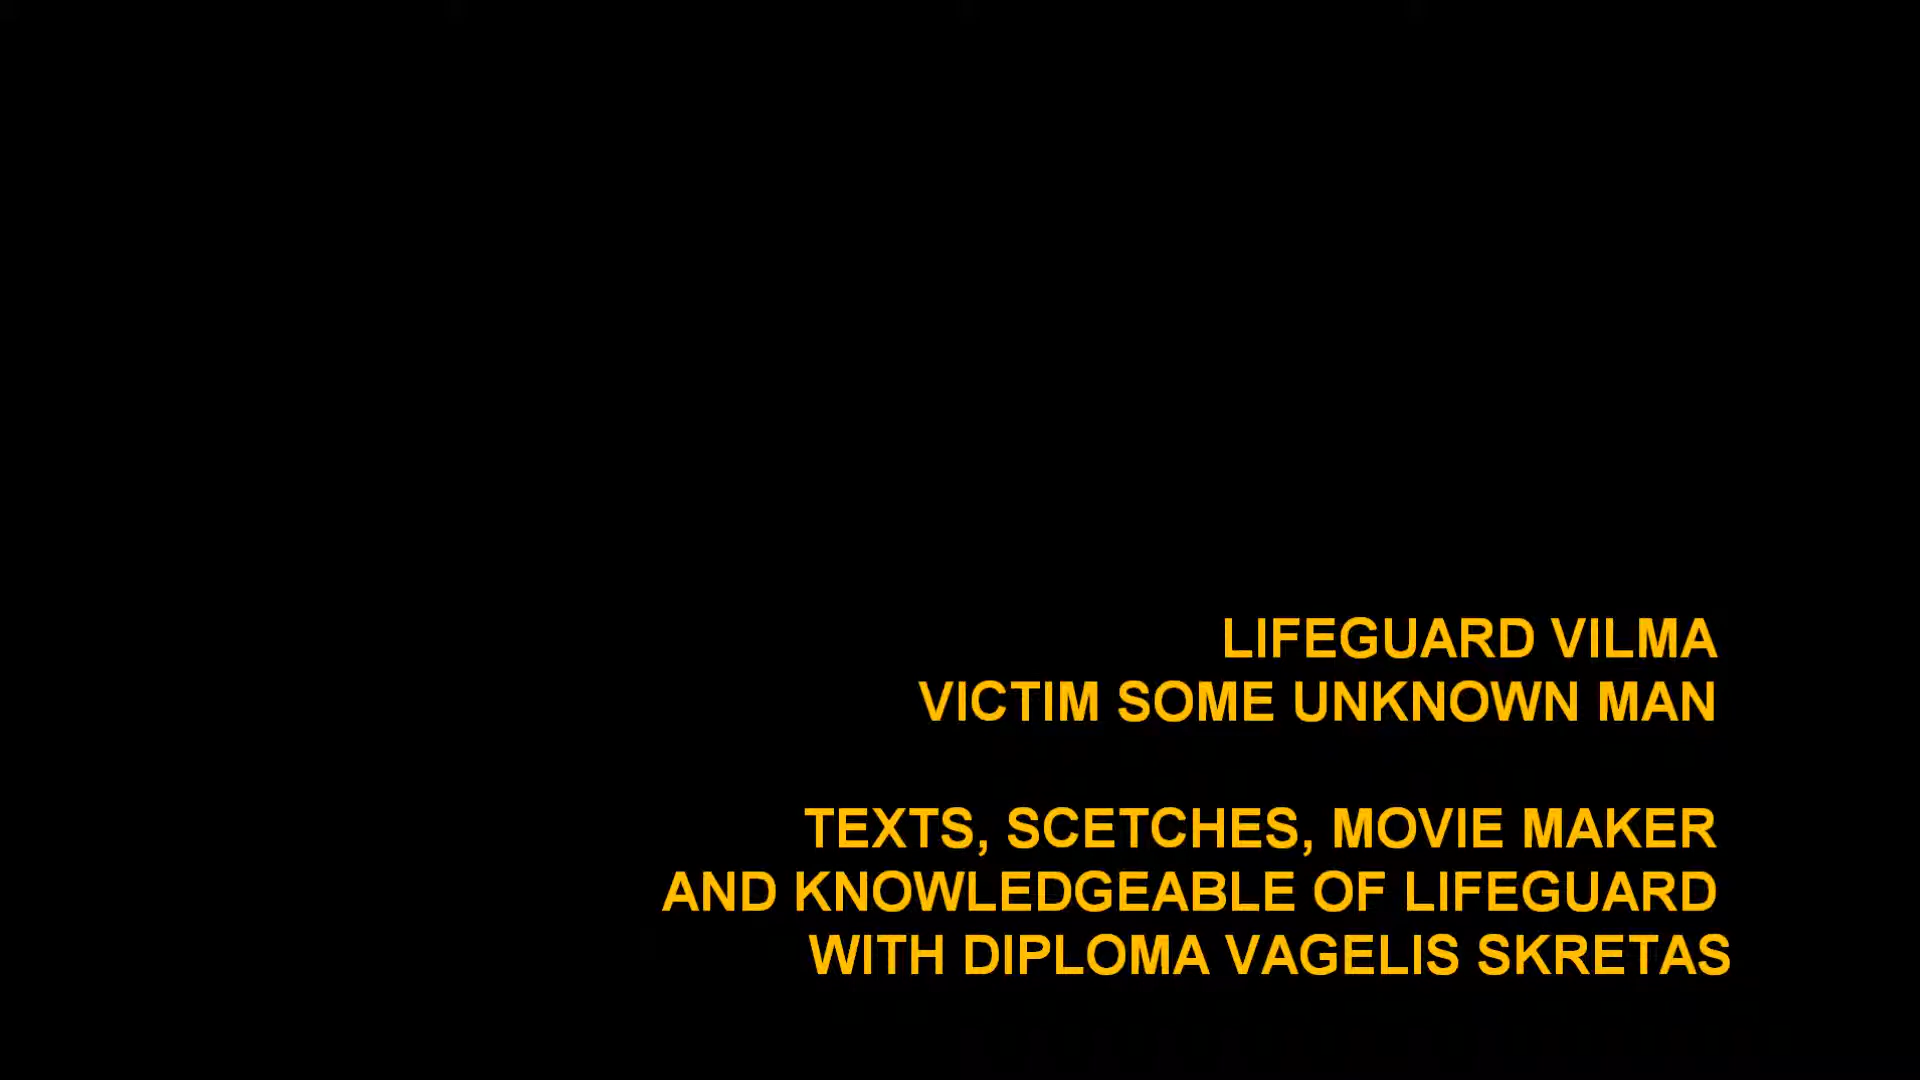 LIFEGUARD VILMA
VICTIM SOME UNKNOWN MAN
TEXTS, SCETCHES, MOVIE MAKER
AND KNOWLEDGEABLE OF LIFEGUARD
WITH DIPLOMA VAGELIS SKRETAS